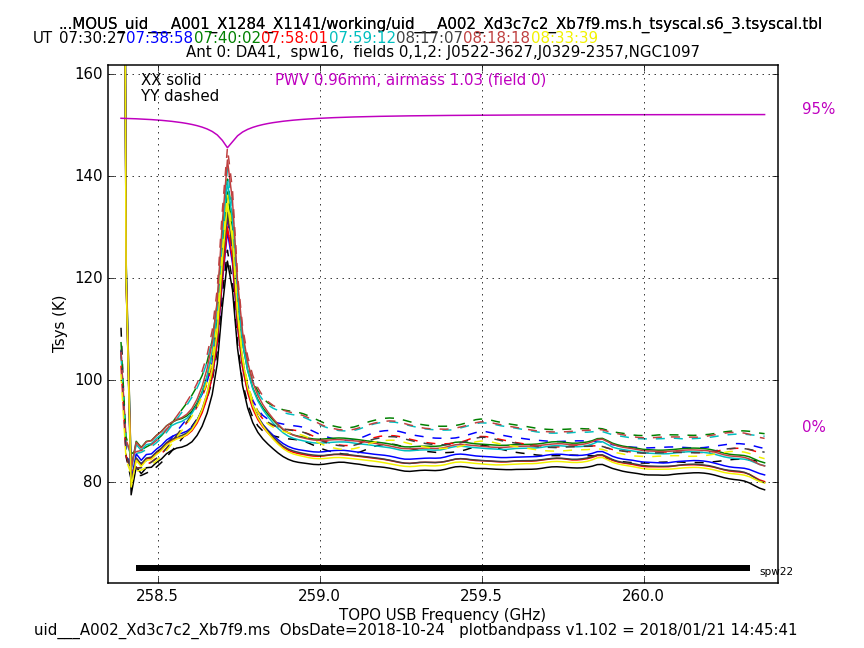 ...MOUS_uid___A001_X1284_X1141/working/uid___A002_Xd3c7c2_Xb7f9.ms.h_tsyscal.s6_3.tsyscal.tbl
UT 07:30:27 07:38:58 07:40:02 07:58:01 07:59:12 08:17:07 08:18:18 08:33:39
Ant 0: DA41,  spw16,  fields 0,1,2: J0522-3627,J0329-2357,NGC1097
160
XX solid
PWV 0.96mm, airmass 1.03 (field 0)
YY dashed
95%
140
120
Tsys (K)
100
0%
80
spw22
258.5 259.0 259.5 260.0
TOPO USB Frequency (GHz)
uid___A002_Xd3c7c2_Xb7f9.ms  ObsDate=2018-10-24  plotbandpass v1.102 = 2018/01/21 14:45:41